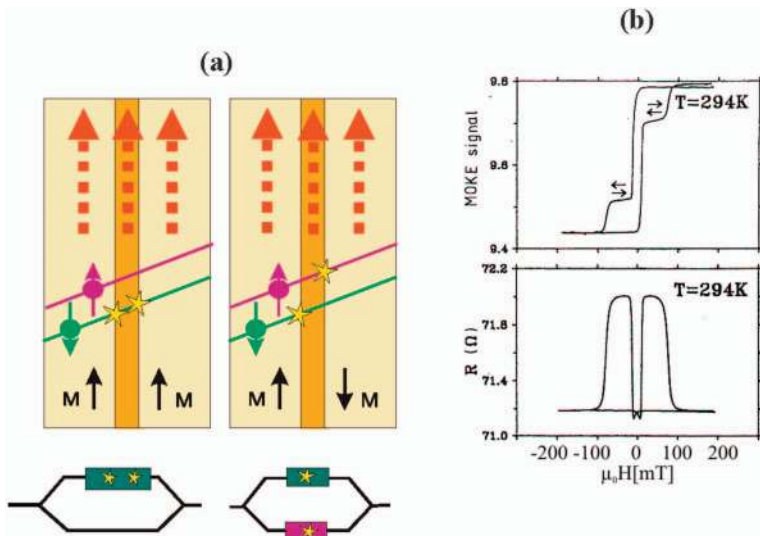 (a)
M M
M M
(b)
9.8
9.6
9.4
MOKE signal
T=294K
72.2
71.8
71.4
71.0
R (Ω)
T=294K
-200 -100 0 100 200 300
μ₀H[mT]